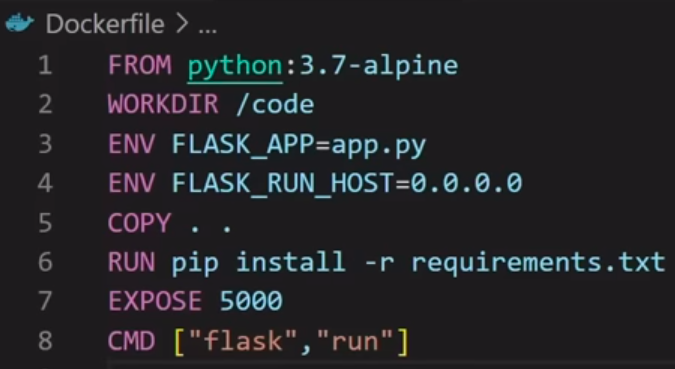 Dockerfile > ...
1 FROM python:3.7-alpine
2 WORKDIR /code
3 ENV FLASK_APP=app.py
4 ENV FLASK_RUN_HOST=0.0.0.0
5 COPY . .
6 RUN pip install -r requirements.txt
7 EXPOSE 5000
8 CMD ["flask","run"]